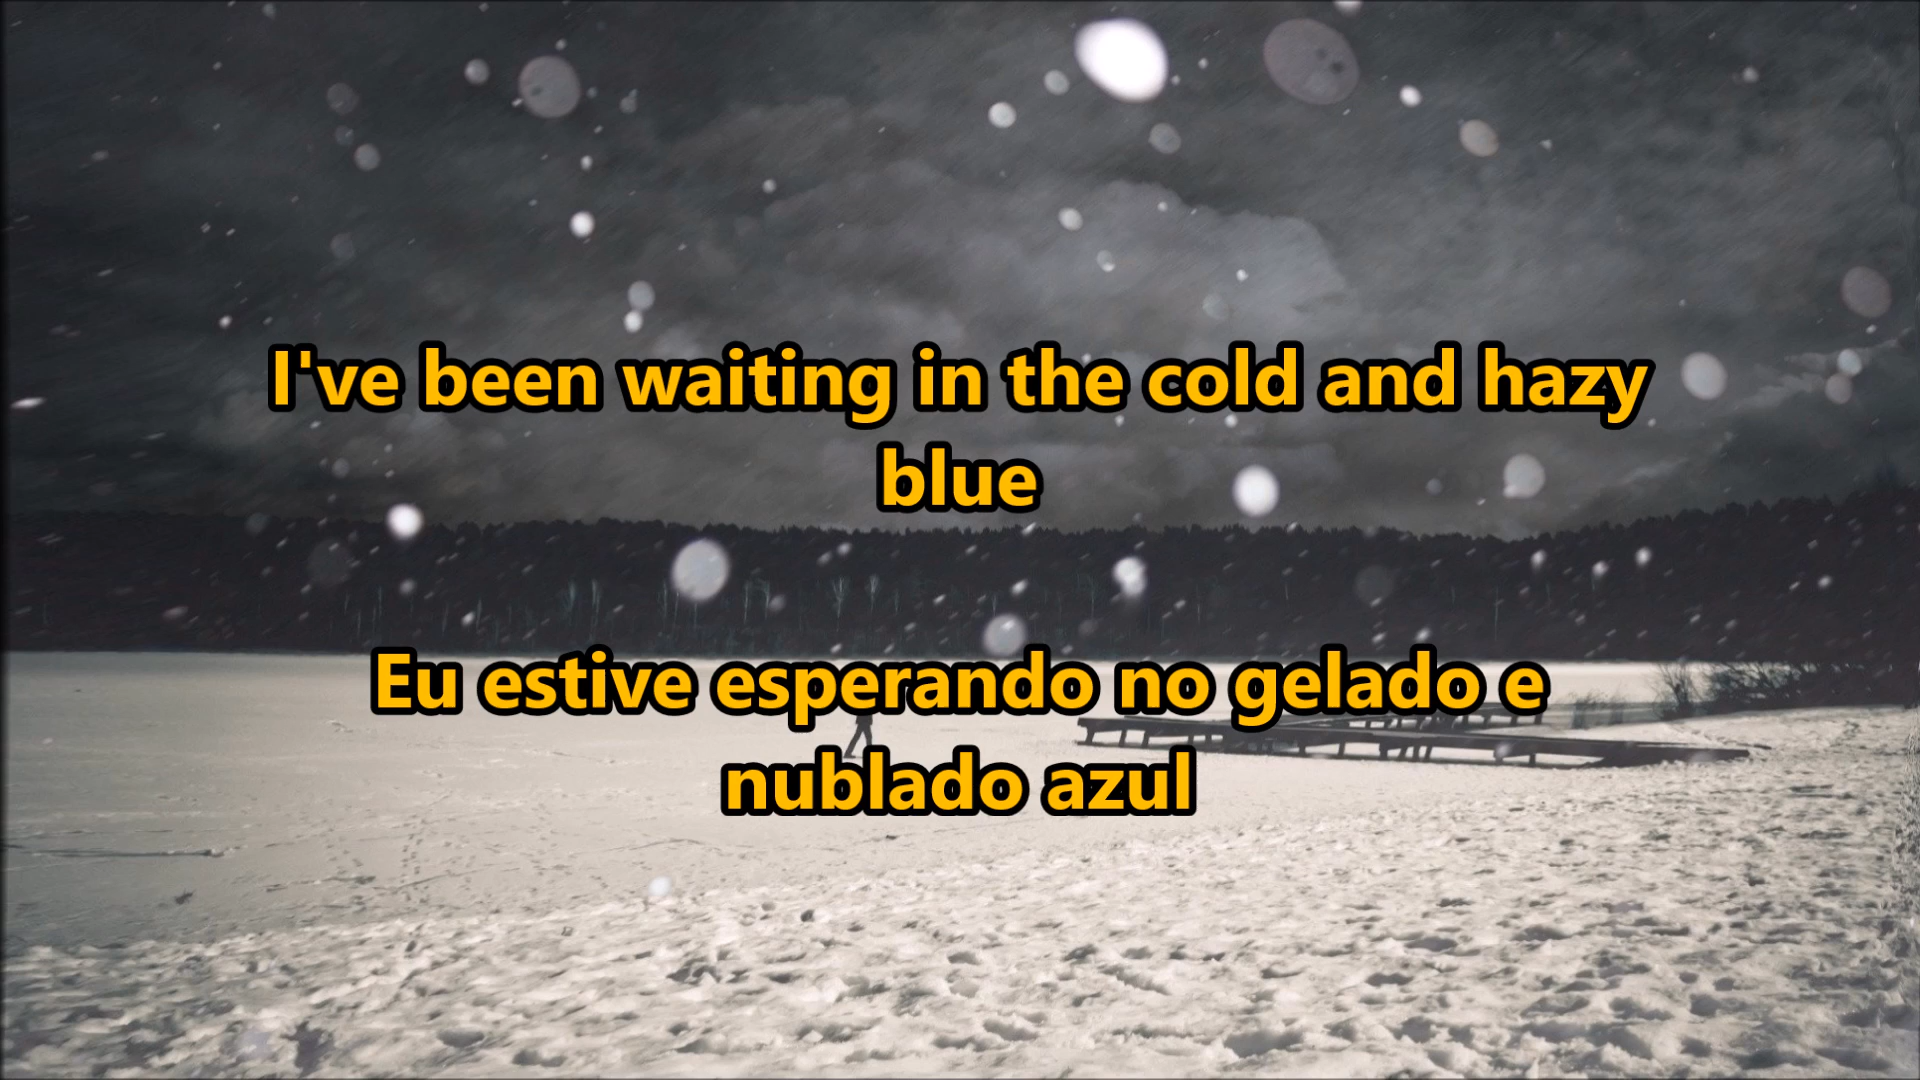 I've been waiting in the cold and hazy
blue
Eu estive esperando no gelado e
nublado azul